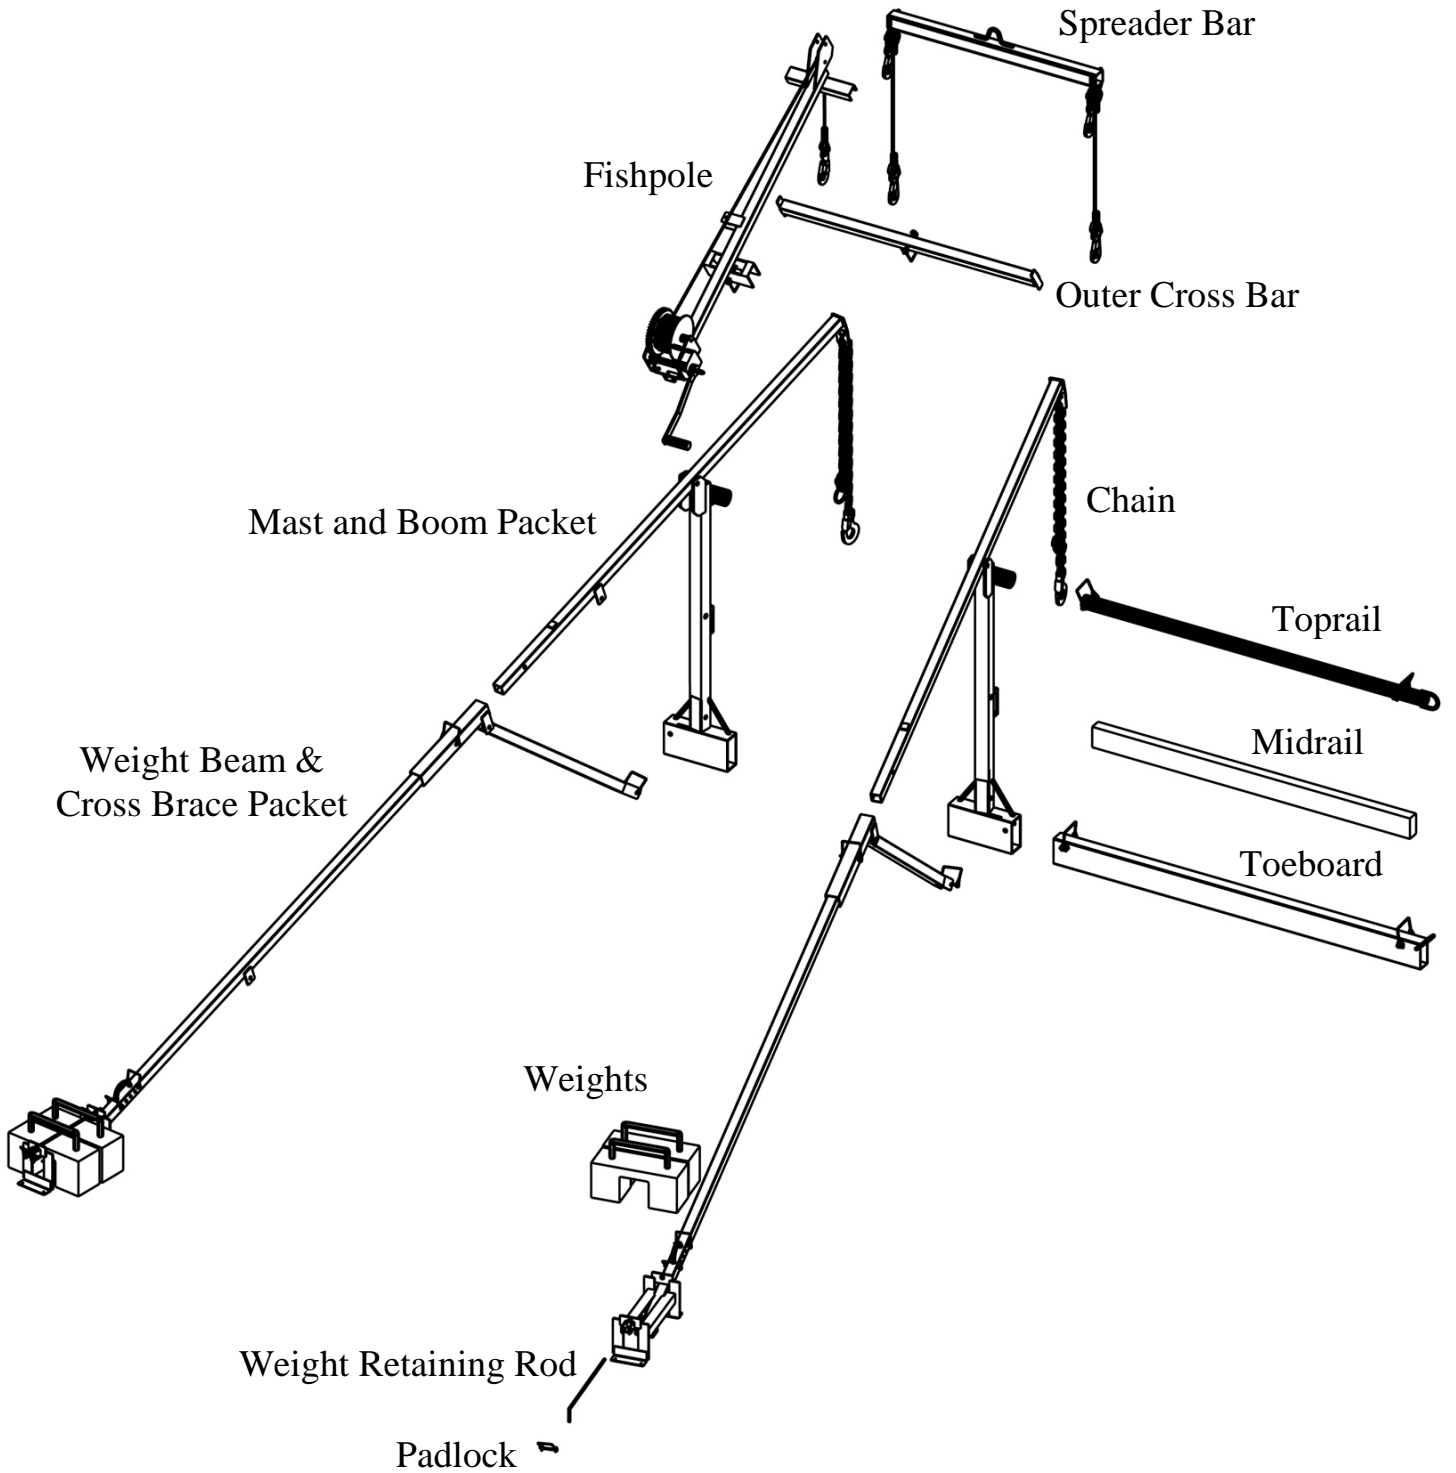 Spreader Bar
Fishpole
Outer Cross Bar
Mast and Boom Packet
Chain
Toprail
Midrail
Weight Beam &
Cross Brace Packet
Toeboard
Weights
Weight Retaining Rod
Padlock